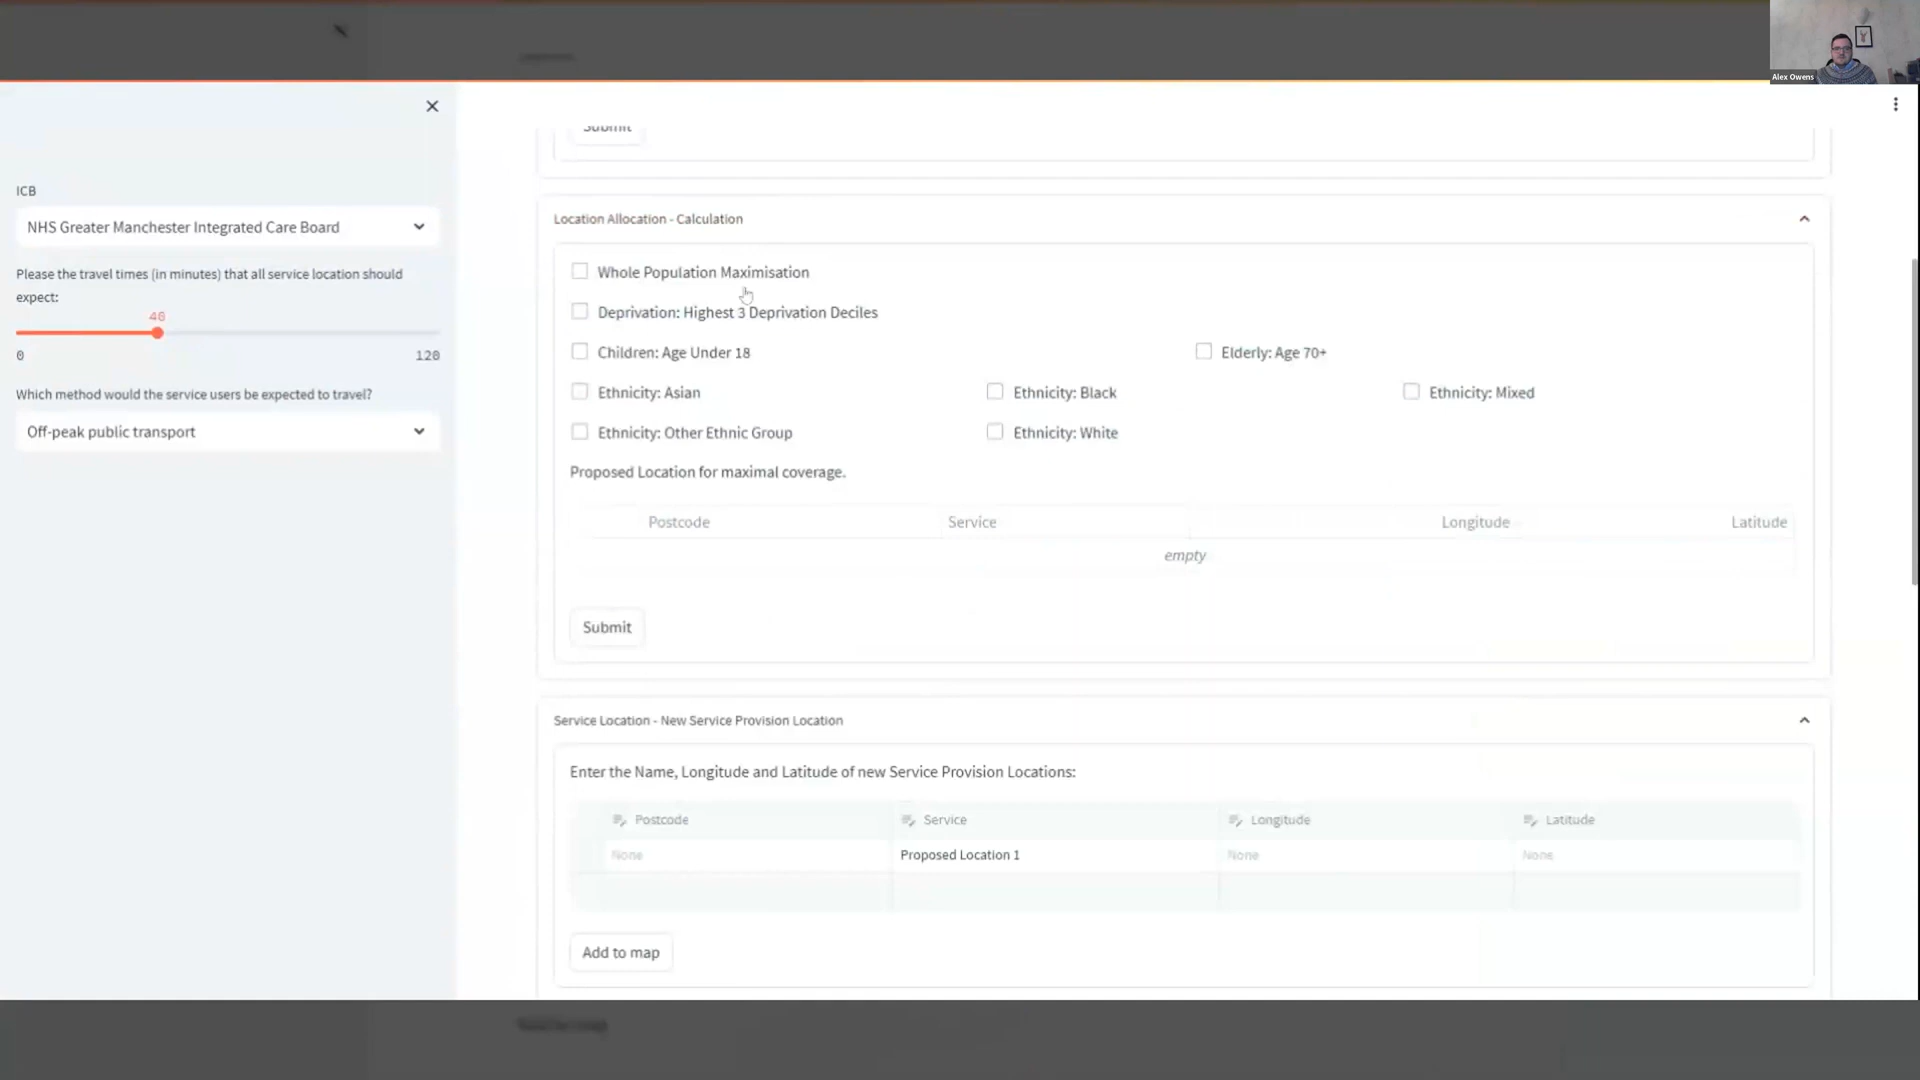 Alex Owens
ICB
NHS Greater Manchester Integrated Care Board
Please the travel times (in minutes) that all service location should
expect:
40
0
120
Which method would the service users be expected to travel?
Off-peak public transport
Submit
Location Allocation - Calculation
Whole Population Maximisation
Deprivation: Highest 3 Deprivation Deciles
Children: Age Under 18
Elderly: Age 70+
Ethnicity: Asian
Ethnicity: Black
Ethnicity: Mixed
Ethnicity: Other Ethnic Group
Ethnicity: White
Proposed Location for maximal coverage.
Postcode
Service
Longitude
Latitude
empty
Submit
Service Location - New Service Provision Location
Enter the Name, Longitude and Latitude of new Service Provision Locations:
Postcode
Service
Longitude
Latitude
None
Proposed Location 1
None
None
Add to map